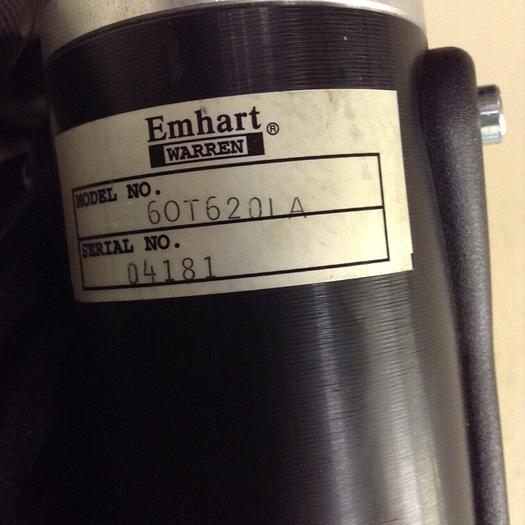 Emhart®
WARREN
MODEL NO.
60T620LA
SERIAL NO.
04181